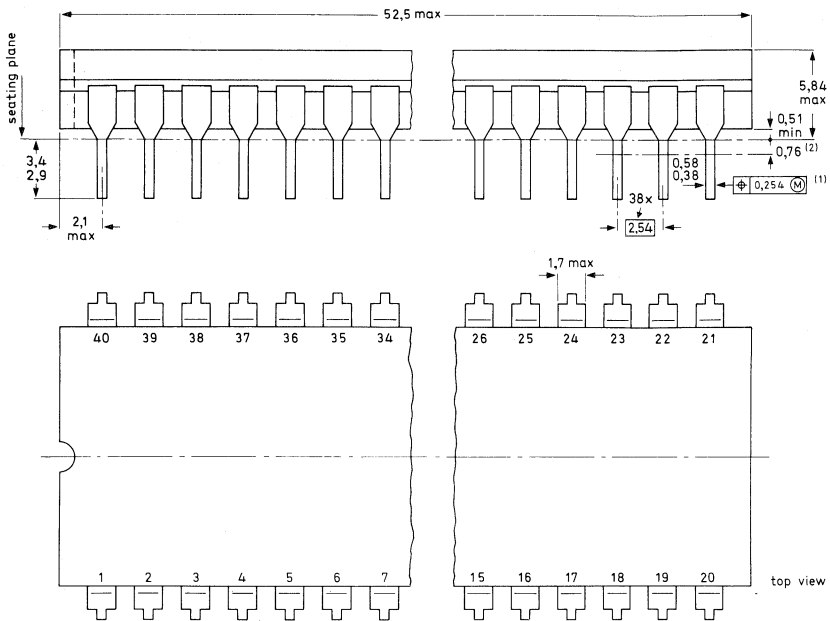 52,5 max
seating plane
5,84
max
0,51
min
0,76 (2)
3,4
2,9
0,58
0,38
⌖ 0,254 Ⓜ (1)
2,1
max
38x
2,54
1,7 max
40 39 38 37 36 35 34 26 25 24 23 22 21
1 2 3 4 5 6 7 15 16 17 18 19 20
top view